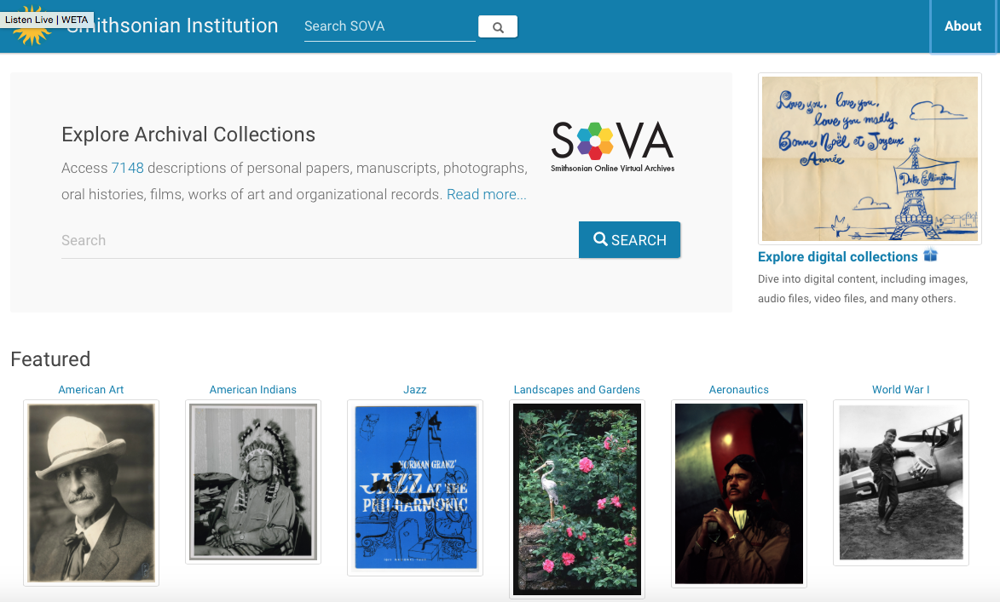 Listen Live | WETA
Smithsonian Institution
Search SOVA
About
Explore Archival Collections
SOVA
Smithsonian Online Virtual Archives
Access 7148 descriptions of personal papers, manuscripts, photographs,
oral histories, films, works of art and organizational records. Read more...
Search
SEARCH
Love you, love you,
love you madly
Bonne Noël et Joyeux
Année
Duke Ellington
Explore digital collections
Dive into digital content, including images,
audio files, video files, and many others.
Featured
American Art
American Indians
Jazz
Landscapes and Gardens
Aeronautics
World War I
NORMAN GRANZ'
JAZZ AT THE
PHILHARMONIC
5